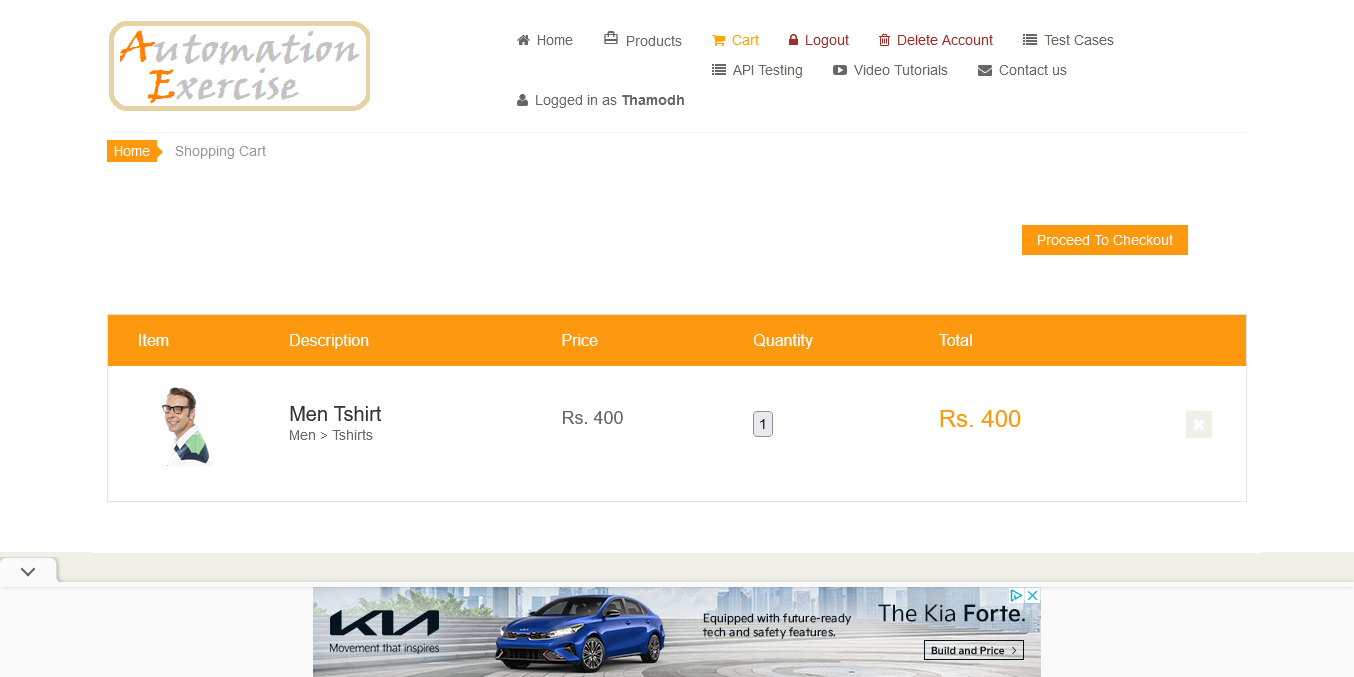 Automation
Exercise
Home Products Cart Logout Delete Account Test Cases
API Testing Video Tutorials Contact us
Logged in as Thamodh
Home Shopping Cart
Proceed To Checkout
Item Description Price Quantity Total
Men Tshirt Rs. 400 1 Rs. 400
Men > Tshirts
KIA
Movement that inspires
Equipped with future-ready
tech and safety features.
The Kia Forte.
Build and Price >